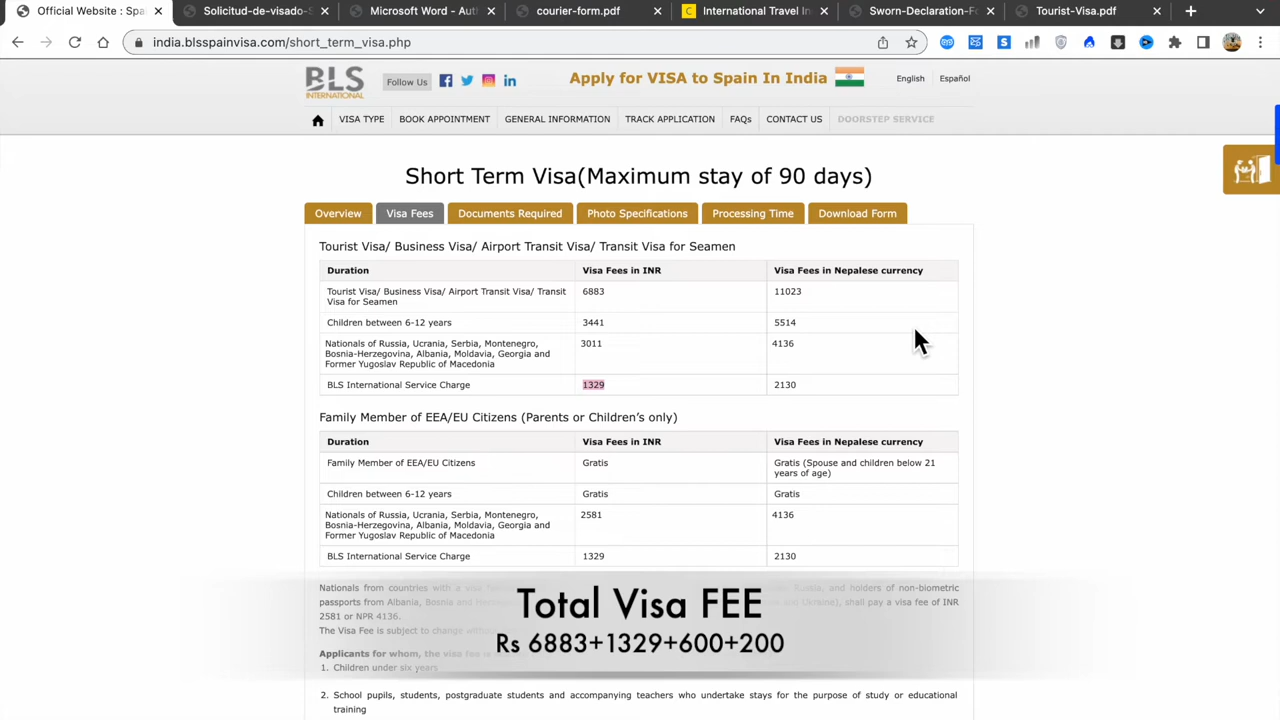 Official Website : Spa
Solicitud-de-visado-S
Microsoft Word - Auth
courier-form.pdf
International Travel In
Sworn-Declaration-Fo
Tourist-Visa.pdf
india.blsspainvisa.com/short_term_visa.php
BLS
INTERNATIONAL
Follow Us
Apply for VISA to Spain In India
English
Español
VISA TYPE
BOOK APPOINTMENT
GENERAL INFORMATION
TRACK APPLICATION
FAQs
CONTACT US
DOORSTEP SERVICE
Short Term Visa(Maximum stay of 90 days)
Overview
Visa Fees
Documents Required
Photo Specifications
Processing Time
Download Form
Tourist Visa/ Business Visa/ Airport Transit Visa/ Transit Visa for Seamen
Duration Visa Fees in INR Visa Fees in Nepalese currency
Tourist Visa/ Business Visa/ Airport Transit Visa/ Transit 6883 11023
Visa for Seamen
Children between 6-12 years 3441 5514
Nationals of Russia, Ucrania, Serbia, Montenegro, 3011 4136
Bosnia-Herzegovina, Albania, Moldavia, Georgia and
Former Yugoslav Republic of Macedonia
BLS International Service Charge 1329 2130
Family Member of EEA/EU Citizens (Parents or Children's only)
Duration Visa Fees in INR Visa Fees in Nepalese currency
Family Member of EEA/EU Citizens Gratis Gratis (Spouse and children below 21
years of age)
Children between 6-12 years Gratis Gratis
Nationals of Russia, Ucrania, Serbia, Montenegro, 2581 4136
Bosnia-Herzegovina, Albania, Moldavia, Georgia and
Former Yugoslav Republic of Macedonia
BLS International Service Charge 1329 2130
Nationals from countries with a visa Russia, and holders of non-biometric
passports from Albania, Bosnia and and Ukraine), shall pay a visa fee of INR
2581 or NPR 4136.
The Visa Fee is subject to change
Total Visa FEE
Rs 6883+1329+600+200
Applicants for whom, the visa fee is
1. Children under six years
2. School pupils, students, postgraduate students and accompanying teachers who undertake stays for the purpose of study or educational
training